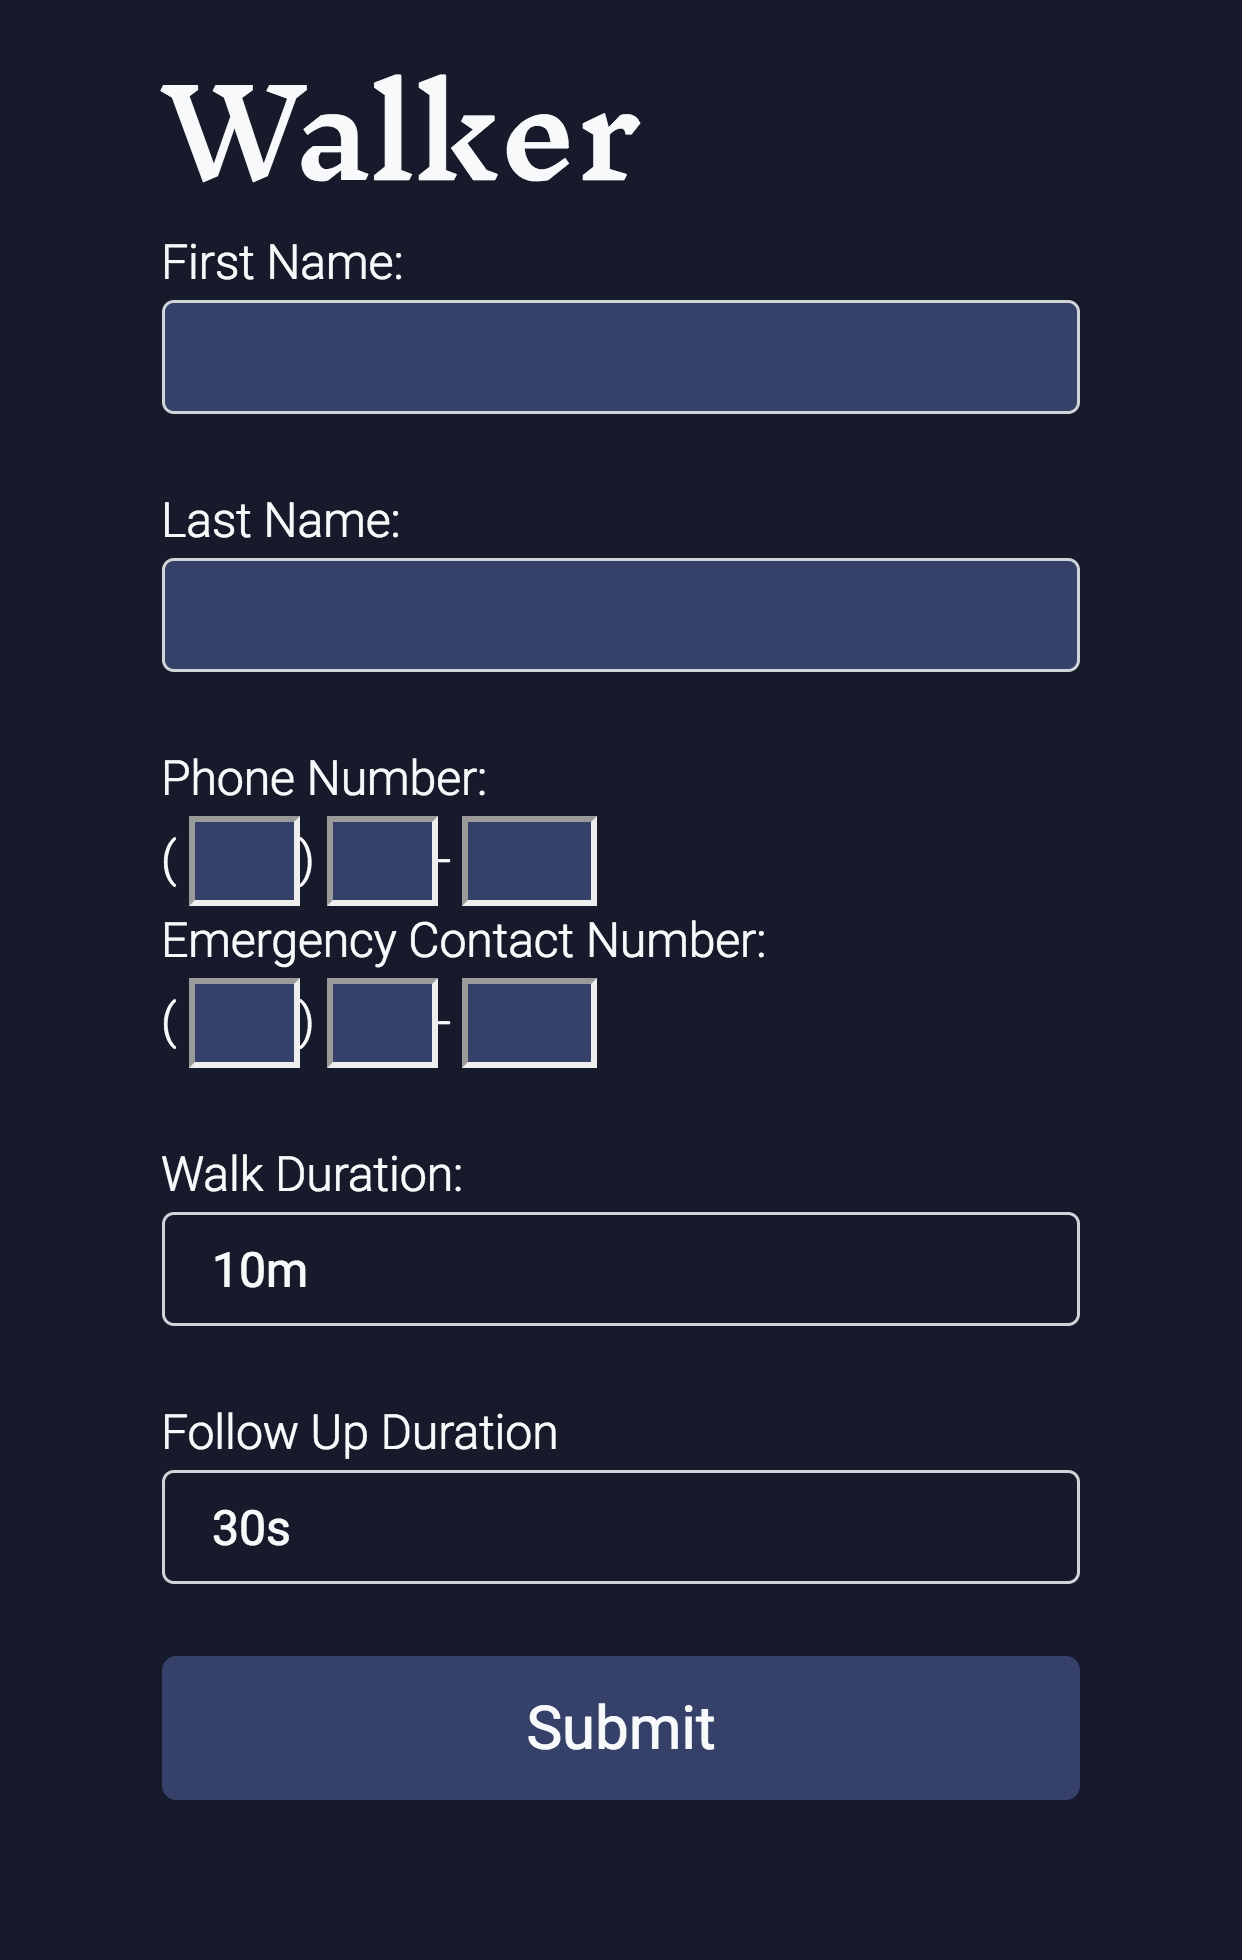 Walker
First Name:
Last Name:
Phone Number:
( ) -
Emergency Contact Number:
( ) -
Walk Duration:
10m
Follow Up Duration
30s
Submit